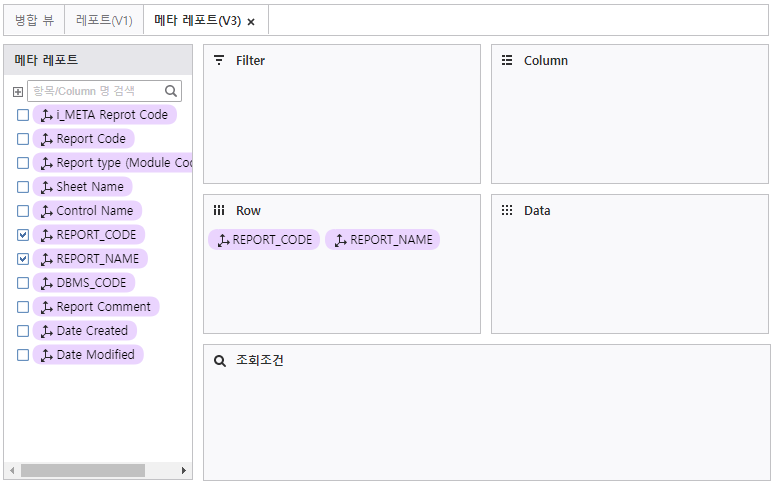 병합 뷰 레포트(V1) 메타 레포트(V3) ×
메타 레포트
항목/Column 명 검색
i_META Reprot Code
Report Code
Report type (Module Co
Sheet Name
Control Name
REPORT_CODE
REPORT_NAME
DBMS_CODE
Report Comment
Date Created
Date Modified
Filter
Column
Row
REPORT_CODE REPORT_NAME
Data
조회조건